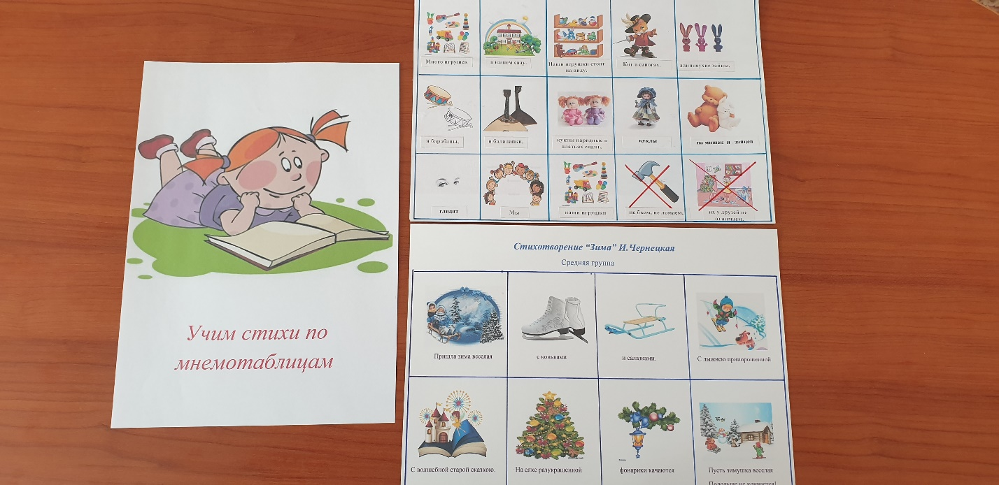 Учим стихи по
мнемотаблицам
Много игрушек
в нашем саду.
Наши игрушки стоят
на виду.
Кот в сапогах,
длинноухие зайцы,
и барабаны,
и балалайки,
куклы нарядные в
платьях сидят,
куклы
на мишек и зайцев
глядят
Мы
наши игрушки
не бьем, не ломаем,
их у друзей не
отнимаем.
Стихотворение “Зима” И.Чернецкая
Средняя группа
Пришла зима веселая
с коньками
и салазками.
С лыжнею припорошенной
С волшебной старой сказкою.
На елке разукрашенной
фонарики качаются
Пусть зимушка веселая
Подольше не кончается!